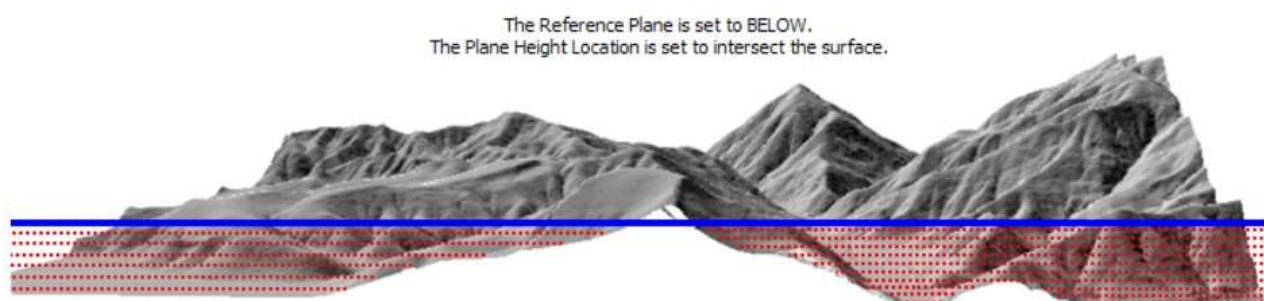 The Reference Plane is set to BELOW.
The Plane Height Location is set to intersect the surface.